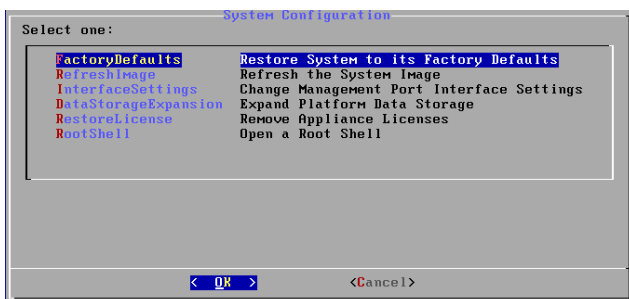 System Configuration
Select one:
FactoryDefaults Restore System to its Factory Defaults
RefreshImage Refresh the System Image
InterfaceSettings Change Management Port Interface Settings
DataStorageExpansion Expand Platform Data Storage
RestoreLicense Remove Appliance Licenses
RootShell Open a Root Shell
< OK > <Cancel>